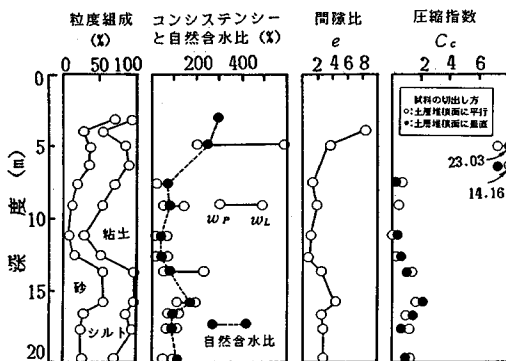 粒度組成
(%)
コンシステンシー
と自然含水比 (%)
間隙比
e
圧縮指数
Cc
0 50 100
200 400
2 4 6 8
2 4 6
0
5
10
15
20
深度 (m)
試料の切出し方
○:土層堆積面に平行
●:土層堆積面に垂直
23.03
14.16
wP wL
粘土
砂
シルト
自然含水比